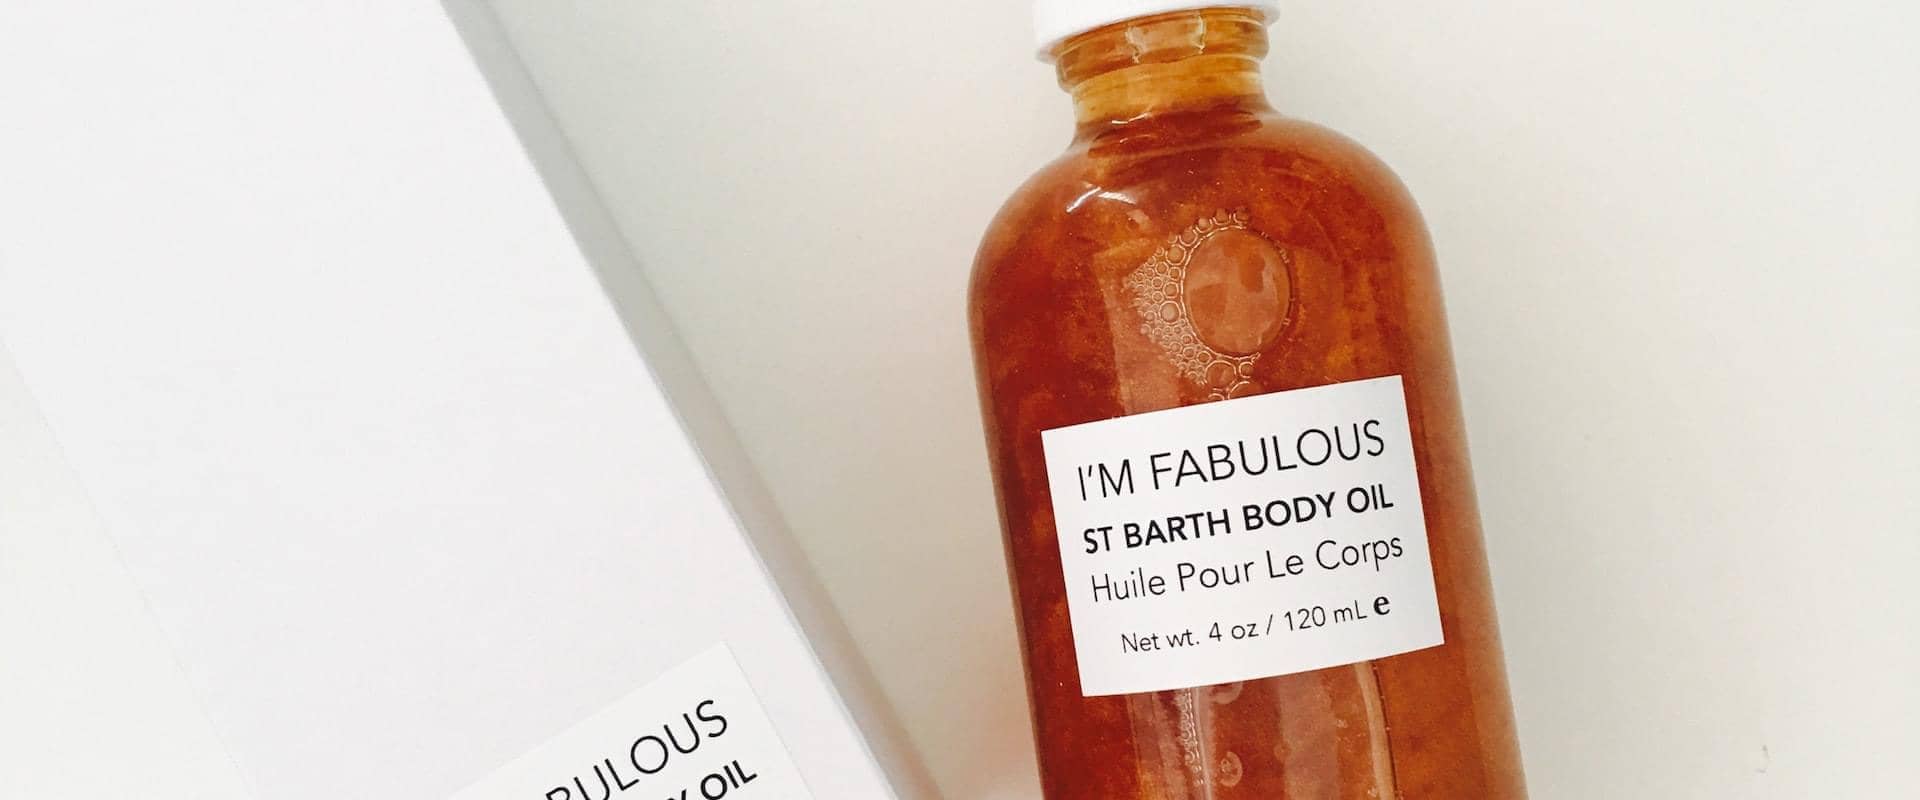 I'M FABULOUS
ST BARTH BODY OIL
Huile Pour Le Corps
Net wt. 4 oz / 120 mL e
BULOUS
OIL